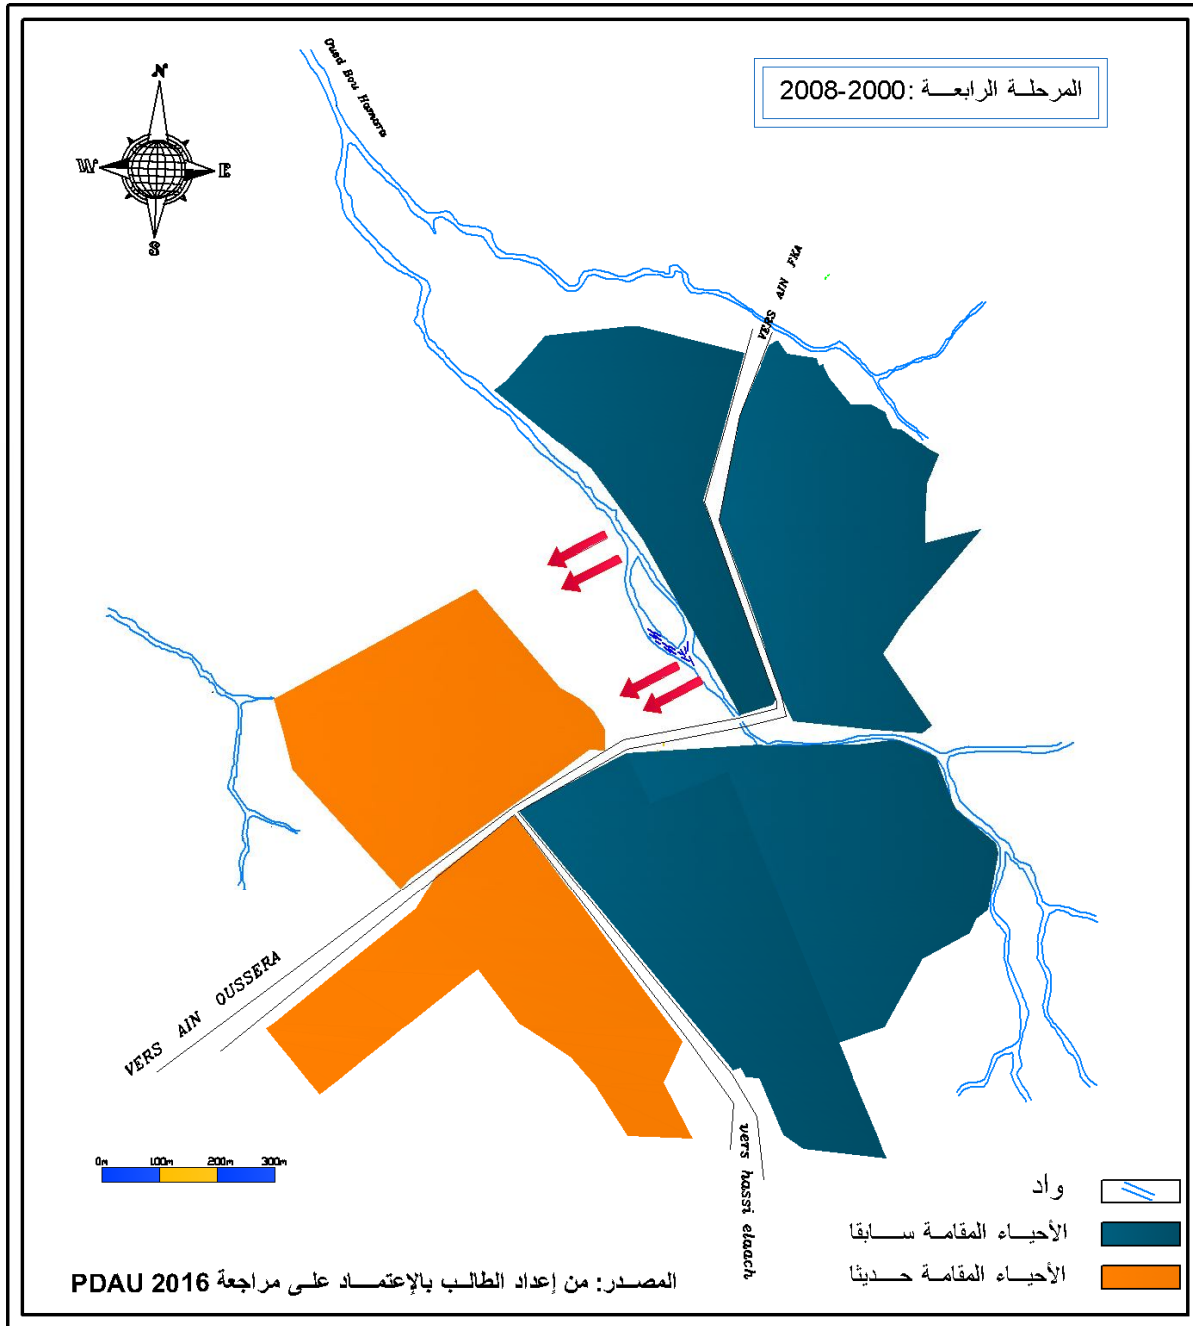 المرحلة الرابعة :2000-2008
Oued Bou Hamara
N
W
E
S
VERS AIN FKA
VERS AIN OUSSERA
vers hassi elaach
0m 100m 200m 300m
واد
الأحياء المقامة سابقا
الأحياء المقامة حديثا
المصدر: من إعداد الطالب بالإعتماد على مراجعة PDAU 2016